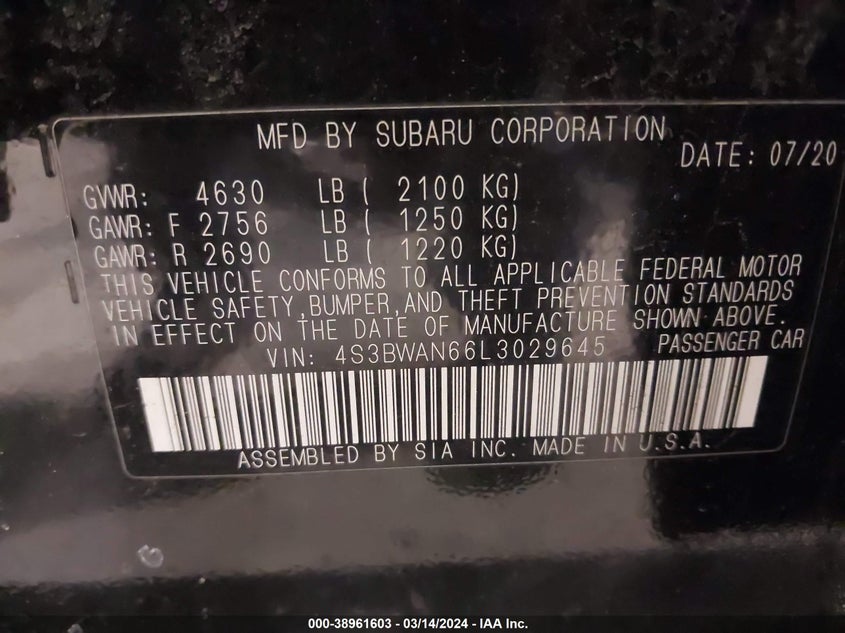 MFD BY SUBARU CORPORATION
DATE: 07/20
GVWR: 4630 LB ( 2100 KG)
GAWR: F 2756 LB ( 1250 KG)
GAWR: R 2690 LB ( 1220 KG)
THIS VEHICLE CONFORMS TO ALL APPLICABLE FEDERAL MOTOR
VEHICLE SAFETY,BUMPER,AND THEFT PREVENTION STANDARDS
IN EFFECT ON THE DATE OF MANUFACTURE SHOWN ABOVE.
VIN: 4S3BWAN66L3029645 PASSENGER CAR
ASSEMBLED BY SIA INC. MADE IN U.S.A.
000-38961603 - 03/14/2024 - IAA Inc.